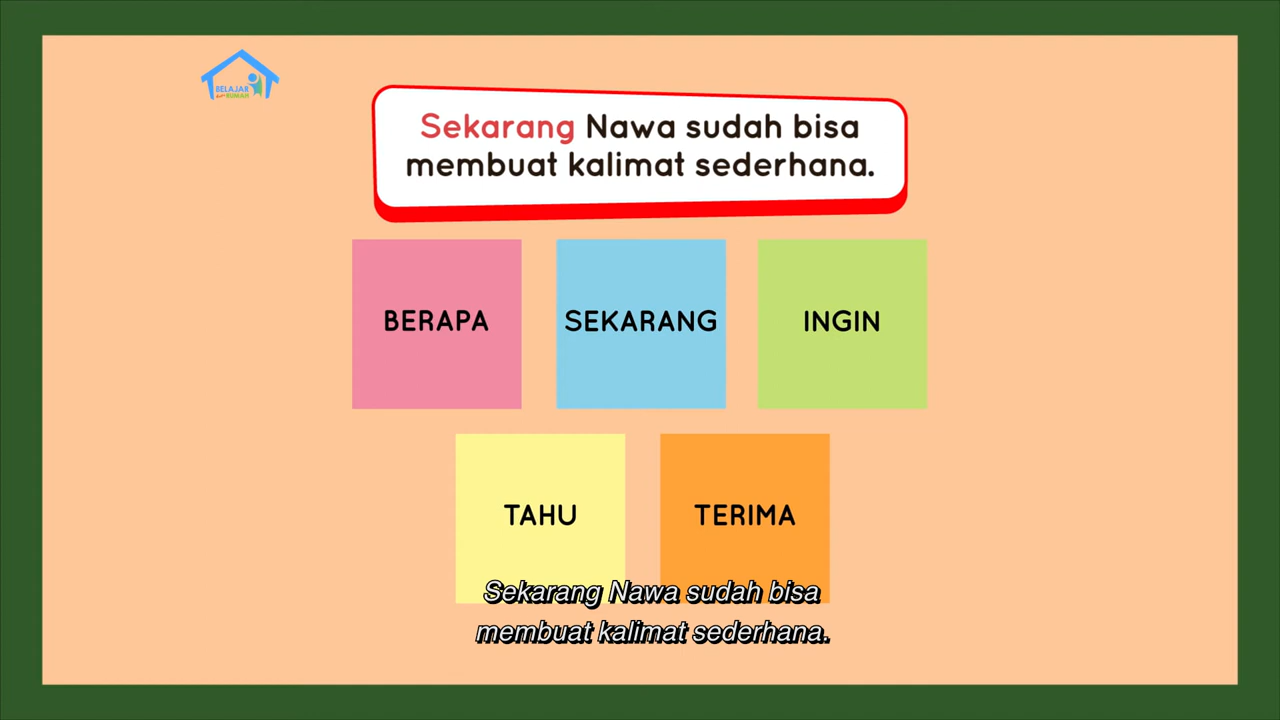 BELAJAR
dari RUMAH
Sekarang Nawa sudah bisa
membuat kalimat sederhana.
BERAPA
SEKARANG
INGIN
TAHU
TERIMA
Sekarang Nawa sudah bisa
membuat kalimat sederhana.